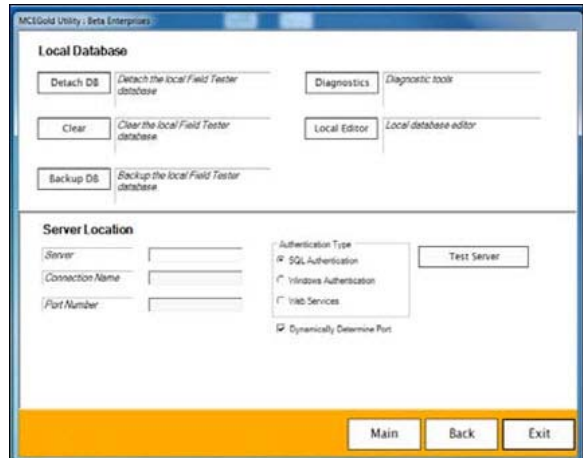 MCEGold Utility : Beta Enterprises
Local Database
Detach DB
Detach the local Field Tester
database
Diagnostics
Diagnostic tools
Clear
Clear the local Field Tester
database
Local Editor
Local database editor
Backup DB
Backup the local Field Tester
database
Server Location
Server
Connection Name
Port Number
Authentication Type
SQL Authentication
Windows Authentication
Web Services
Dynamically Determine Port
Test Server
Main
Back
Exit